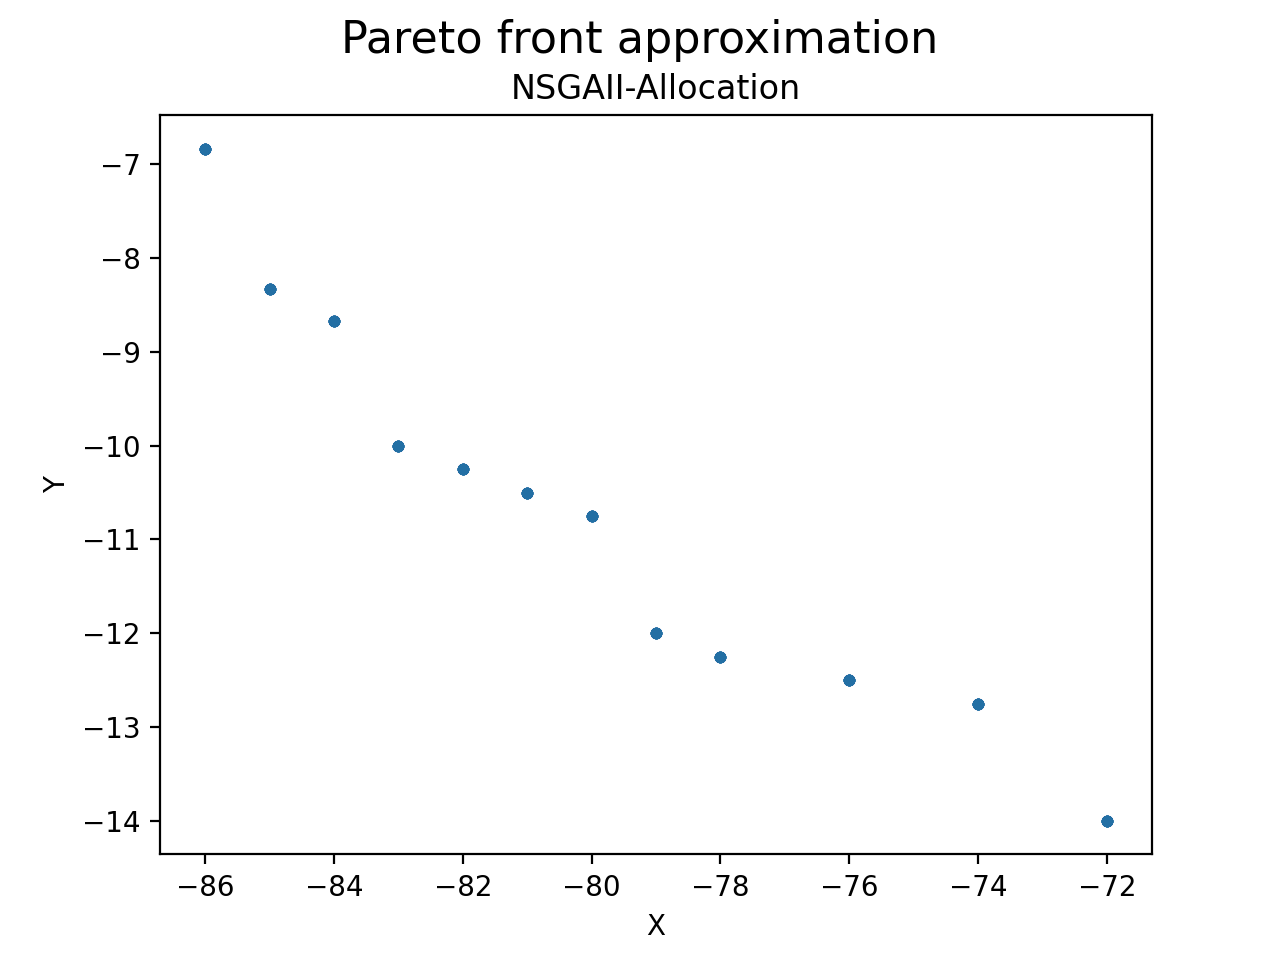 Pareto front approximation
NSGAII-Allocation
−7
−8
−9
−10
−11
−12
−13
−14
Y
−86 −84 −82 −80 −78 −76 −74 −72
X